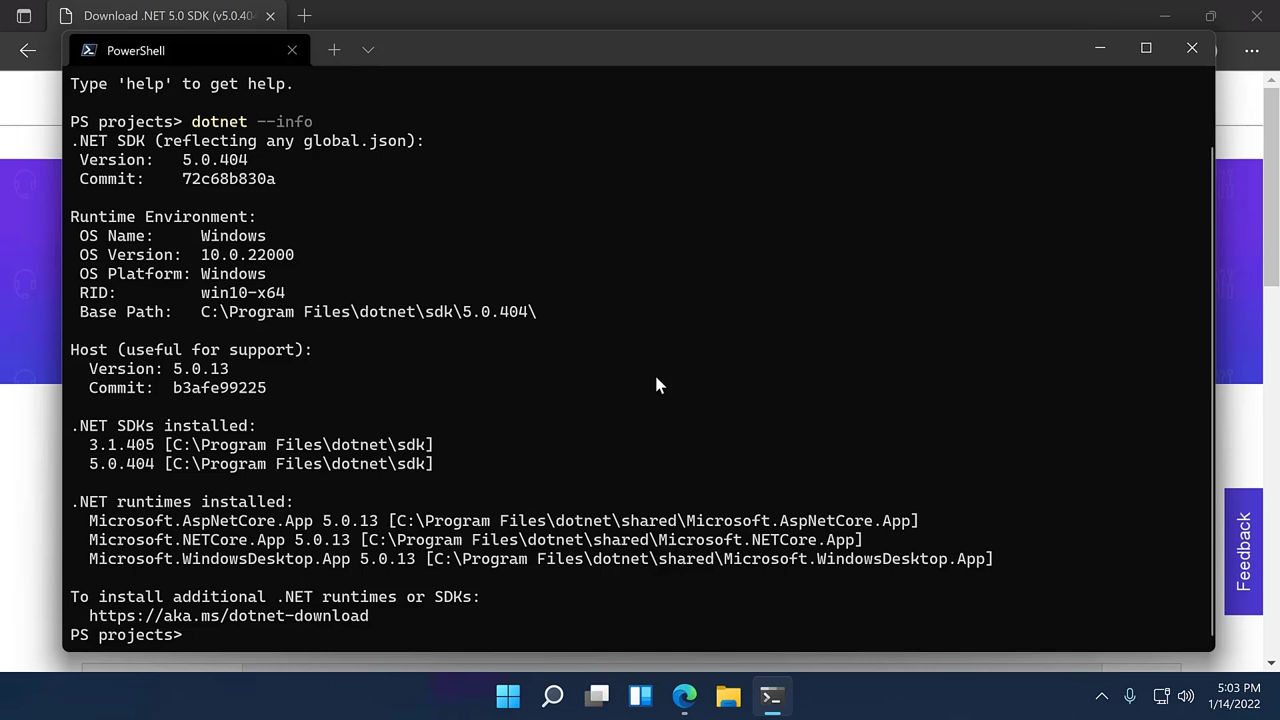 Download .NET 5.0 SDK (v5.0.404
PowerShell
Type 'help' to get help.
PS projects> dotnet --info
.NET SDK (reflecting any global.json):
Version: 5.0.404
Commit: 72c68b830a
Runtime Environment:
OS Name: Windows
OS Version: 10.0.22000
OS Platform: Windows
RID: win10-x64
Base Path: C:\Program Files\dotnet\sdk\5.0.404\
Host (useful for support):
Version: 5.0.13
Commit: b3afe99225
.NET SDKs installed:
3.1.405 [C:\Program Files\dotnet\sdk]
5.0.404 [C:\Program Files\dotnet\sdk]
.NET runtimes installed:
Microsoft.AspNetCore.App 5.0.13 [C:\Program Files\dotnet\shared\Microsoft.AspNetCore.App]
Microsoft.NETCore.App 5.0.13 [C:\Program Files\dotnet\shared\Microsoft.NETCore.App]
Microsoft.WindowsDesktop.App 5.0.13 [C:\Program Files\dotnet\shared\Microsoft.WindowsDesktop.App]
To install additional .NET runtimes or SDKs:
https://aka.ms/dotnet-download
PS projects>
Feedback
5:03 PM
1/14/2022